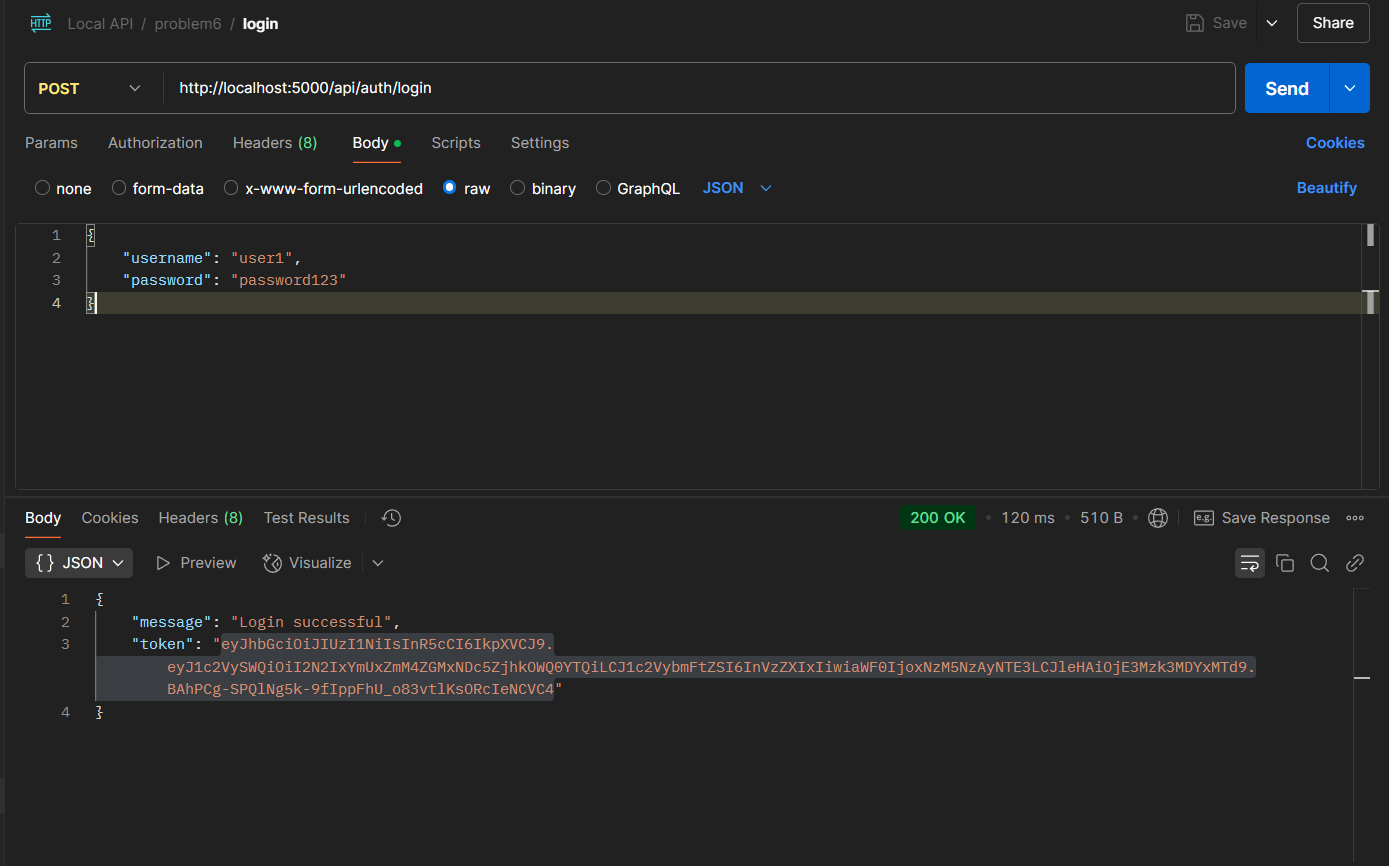 HTTP Local API / problem6 / login Save Share
POST http://localhost:5000/api/auth/login Send
Params Authorization Headers (8) Body Scripts Settings Cookies
none form-data x-www-form-urlencoded raw binary GraphQL JSON Beautify
1 {
2 "username": "user1",
3 "password": "password123"
4 }
Body Cookies Headers (8) Test Results 200 OK • 120 ms • 510 B • e.g. Save Response
{} JSON Preview Visualize
1 {
2 "message": "Login successful",
3 "token": "eyJhbGciOiJIUzI1NiIsInR5cCI6IkpXVCJ9.
eyJ1c2VySWQiOiI2N2IxYmUxZmM4ZGMxNDc5ZjhkOWQ0YTQiLCJ1c2VybmFtZSI6InVzZXIxIiwiaWF0IjoxNzM5NzAyNTE3LCJleHAiOjE3Mzk3MDYxMTd9.
BAhPCg-SPQlNg5k-9fIppFhU_o83vtlKsORcIeNCVC4"
4 }